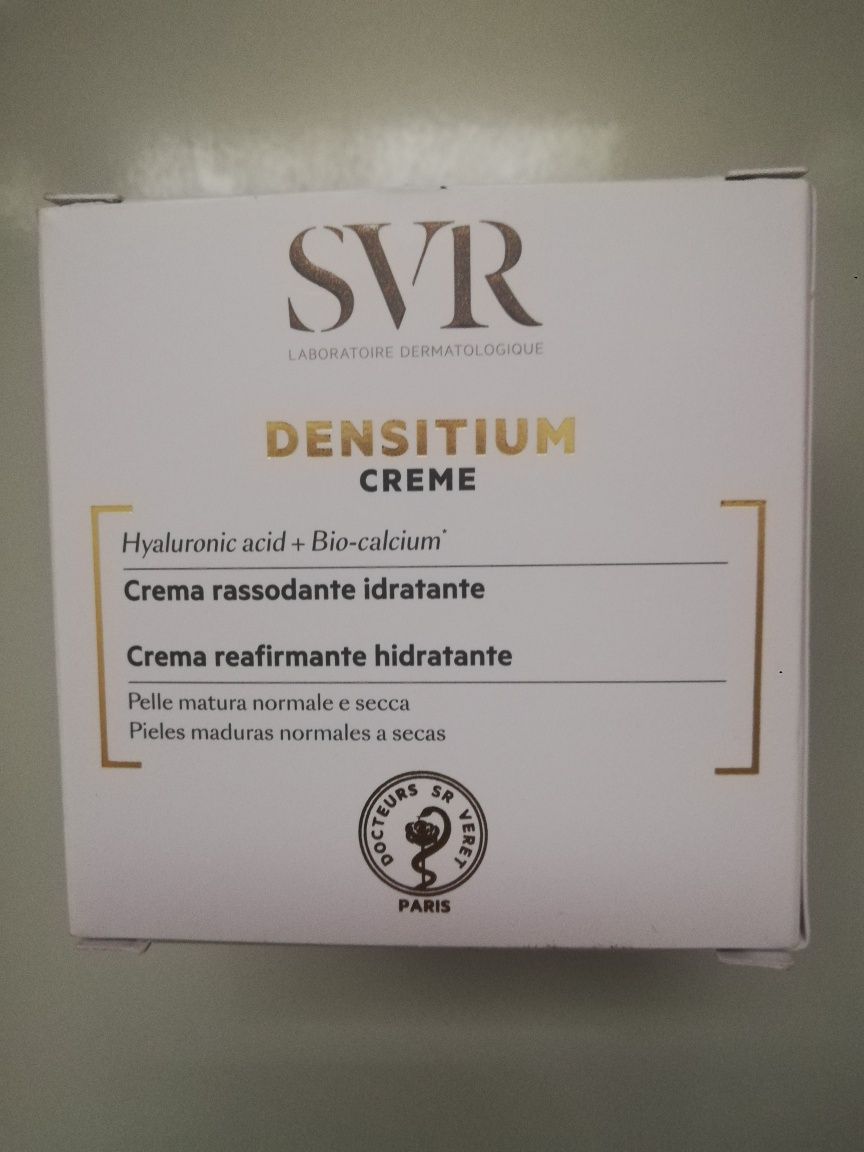 SVR
LABORATOIRE DERMATOLOGIQUE
DENSITIUM
CREME
Hyaluronic acid + Bio-calcium*
Crema rassodante idratante
Crema reafirmante hidratante
Pelle matura normale e secca
Pieles maduras normales a secas
DOCTEURS SR VERET
PARIS